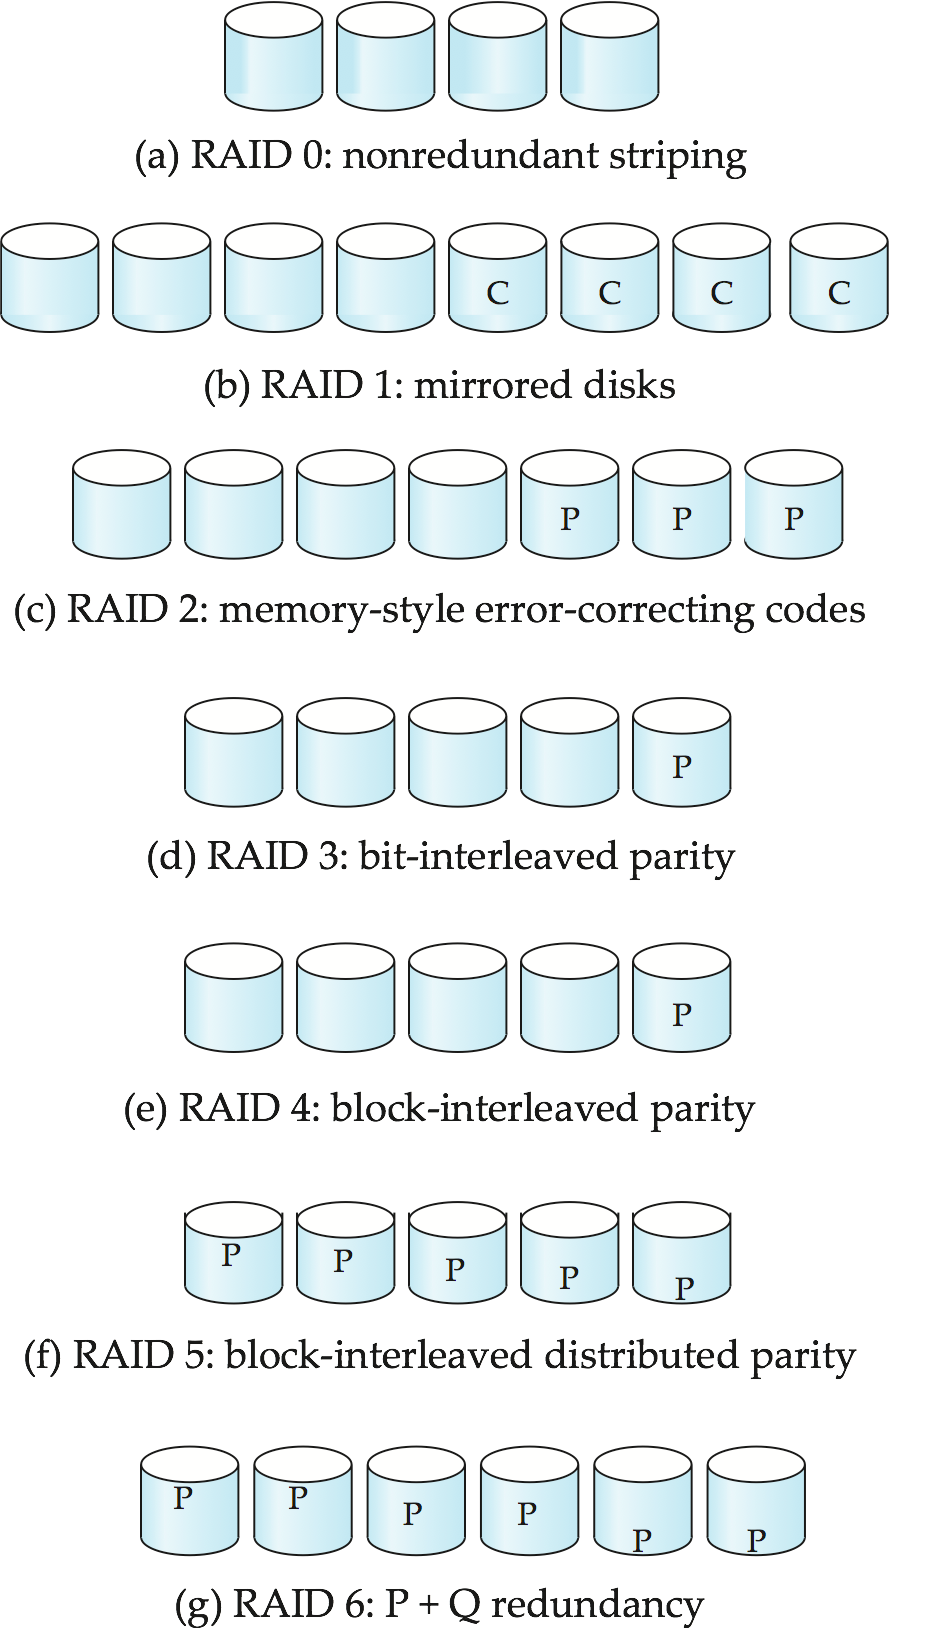 (a) RAID 0: nonredundant striping
C C C C
(b) RAID 1: mirrored disks
P P P
(c) RAID 2: memory-style error-correcting codes
P
(d) RAID 3: bit-interleaved parity
P
(e) RAID 4: block-interleaved parity
P P P P P
(f) RAID 5: block-interleaved distributed parity
P P P P P P
(g) RAID 6: P + Q redundancy